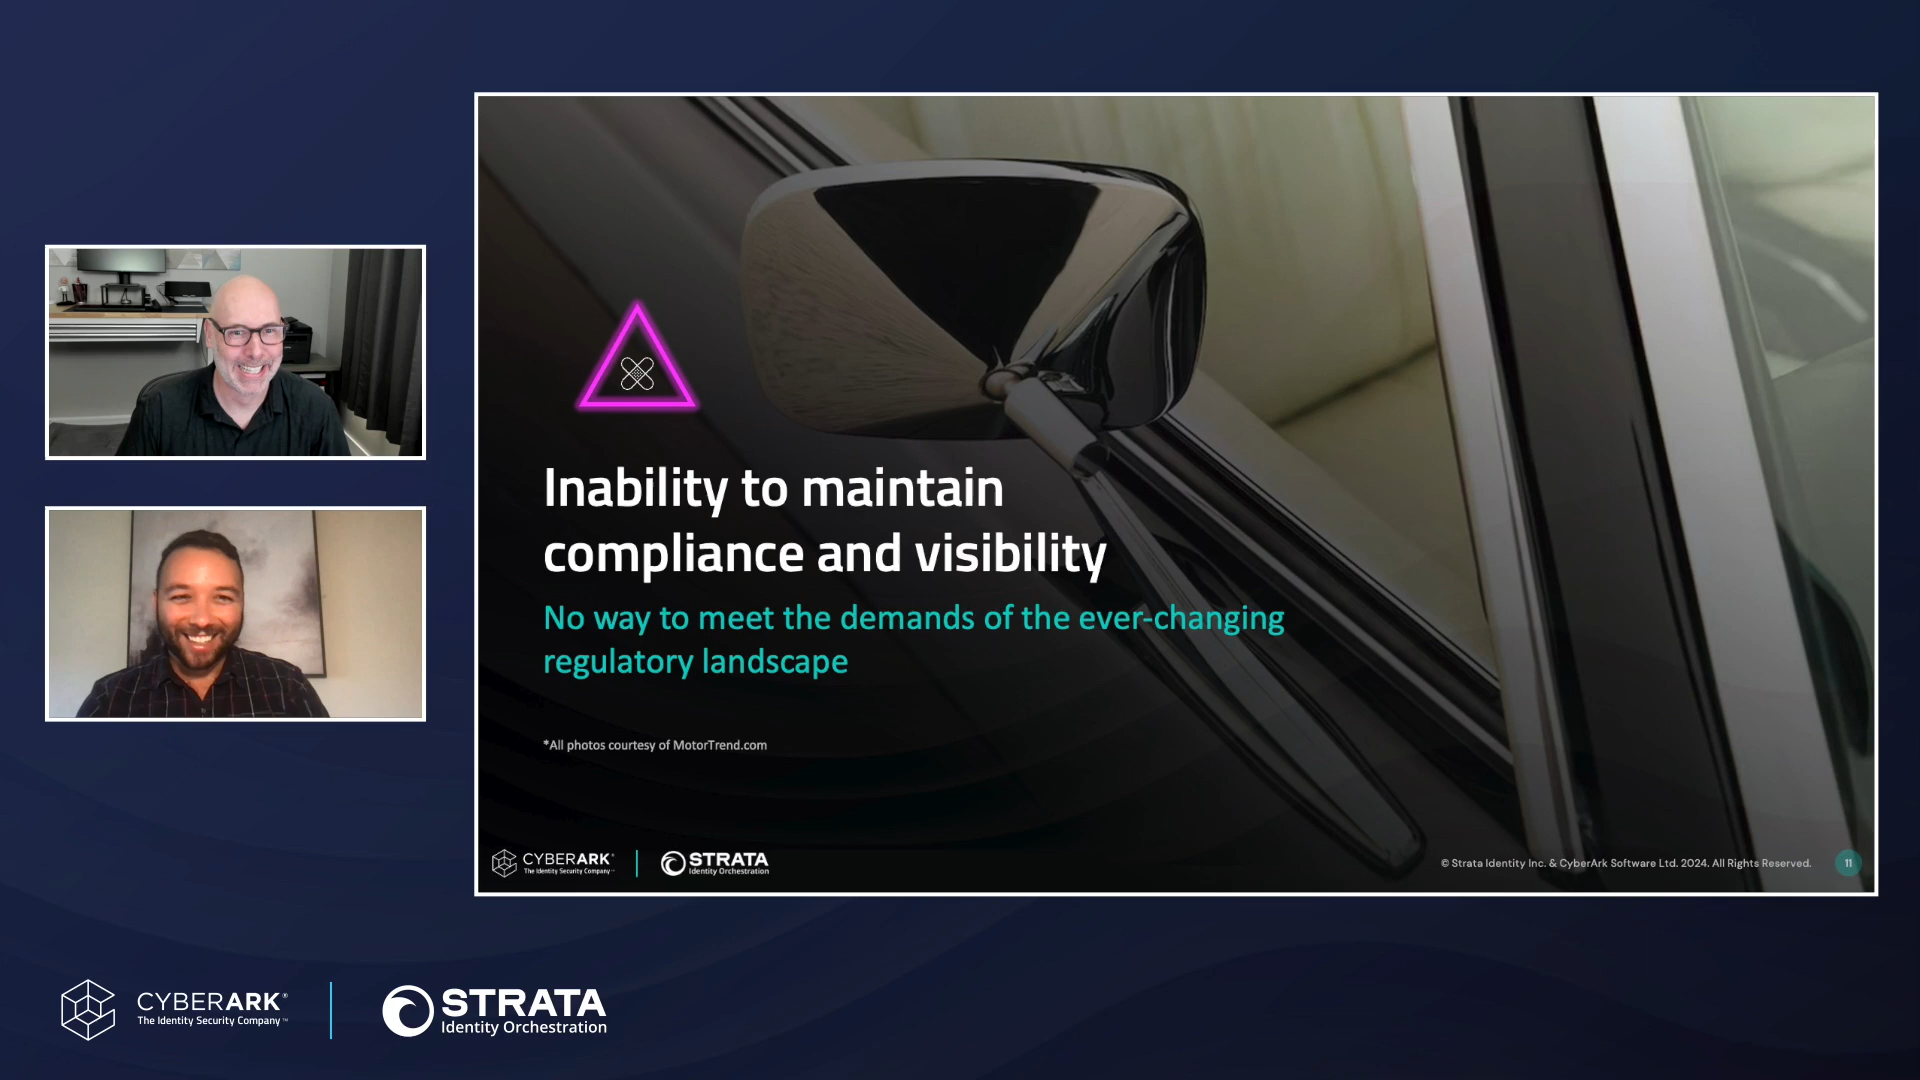 Inability to maintain
compliance and visibility
No way to meet the demands of the ever-changing
regulatory landscape
*All photos courtesy of MotorTrend.com
CYBERARK®
The Identity Security Company™
STRATA
Identity Orchestration
© Strata Identity Inc. & CyberArk Software Ltd. 2024. All Rights Reserved.
11
CYBERARK®
The Identity Security Company™
STRATA
Identity Orchestration